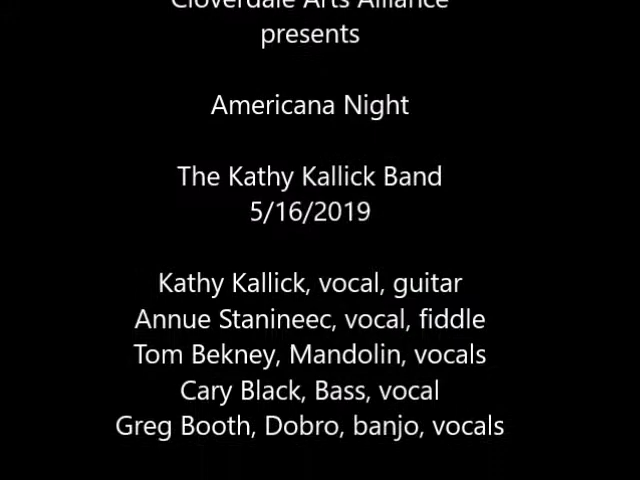 Cloverdale Arts Alliance
presents
Americana Night
The Kathy Kallick Band
5/16/2019
Kathy Kallick, vocal, guitar
Annue Stanineec, vocal, fiddle
Tom Bekney, Mandolin, vocals
Cary Black, Bass, vocal
Greg Booth, Dobro, banjo, vocals